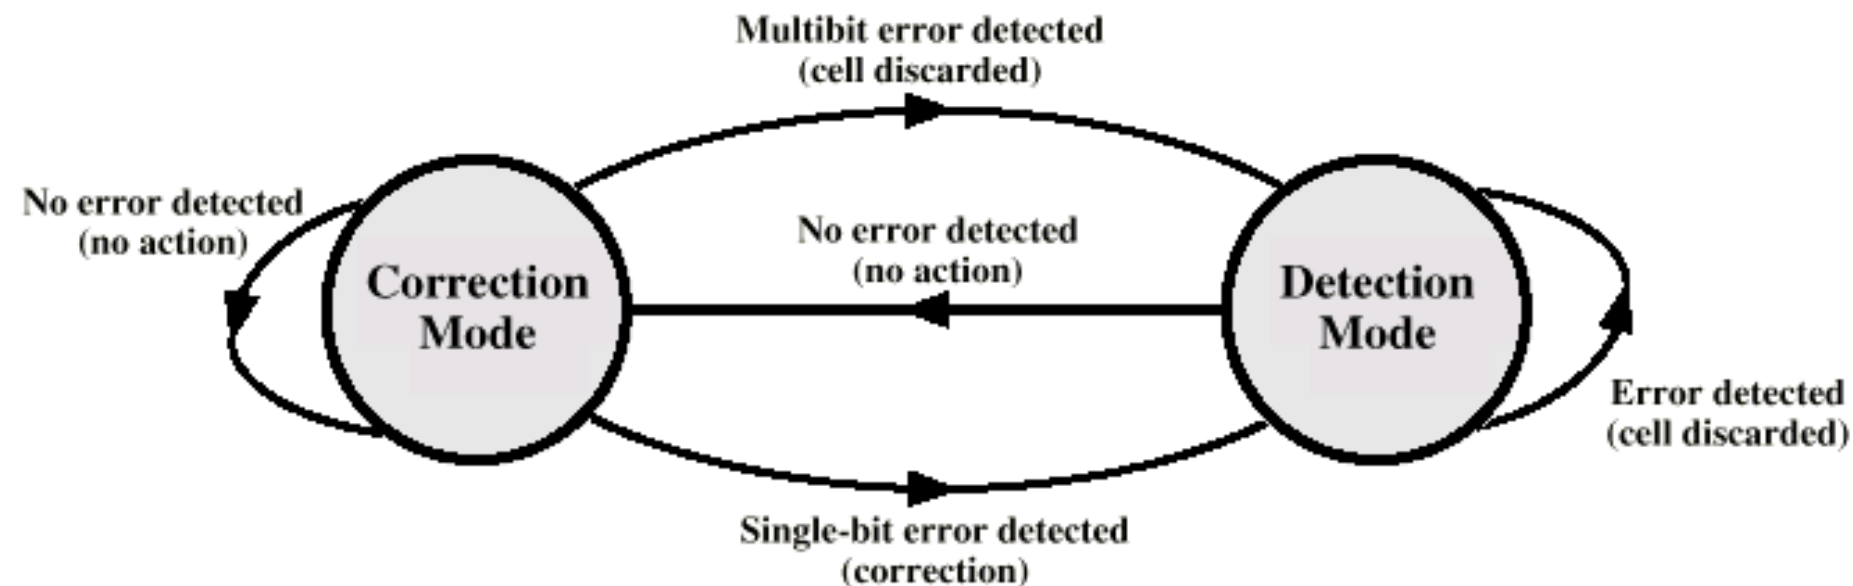 Multibit error detected
(cell discarded)
No error detected
(no action)
No error detected
(no action)
Correction
Mode
Detection
Mode
Error detected
(cell discarded)
Single-bit error detected
(correction)